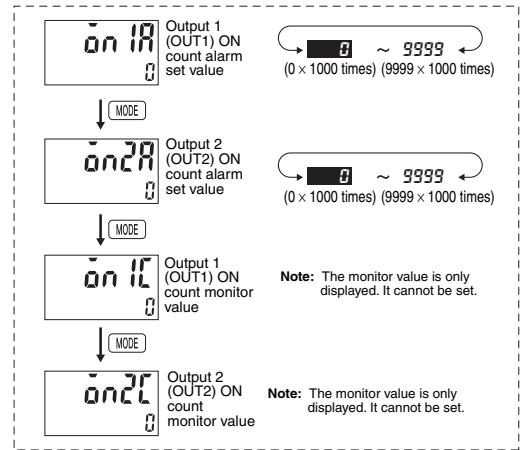 on 1A
0
Output 1
(OUT1) ON
count alarm
set value
0 ~ 9999
(0 × 1000 times) (9999 × 1000 times)
MODE
on2A
0
Output 2
(OUT2) ON
count alarm
set value
0 ~ 9999
(0 × 1000 times) (9999 × 1000 times)
MODE
on 1C
0
Output 1
(OUT1) ON
count monitor
value
Note: The monitor value is only
displayed. It cannot be set.
MODE
on2C
0
Output 2
(OUT2) ON
count
monitor value
Note: The monitor value is only
displayed. It cannot be set.